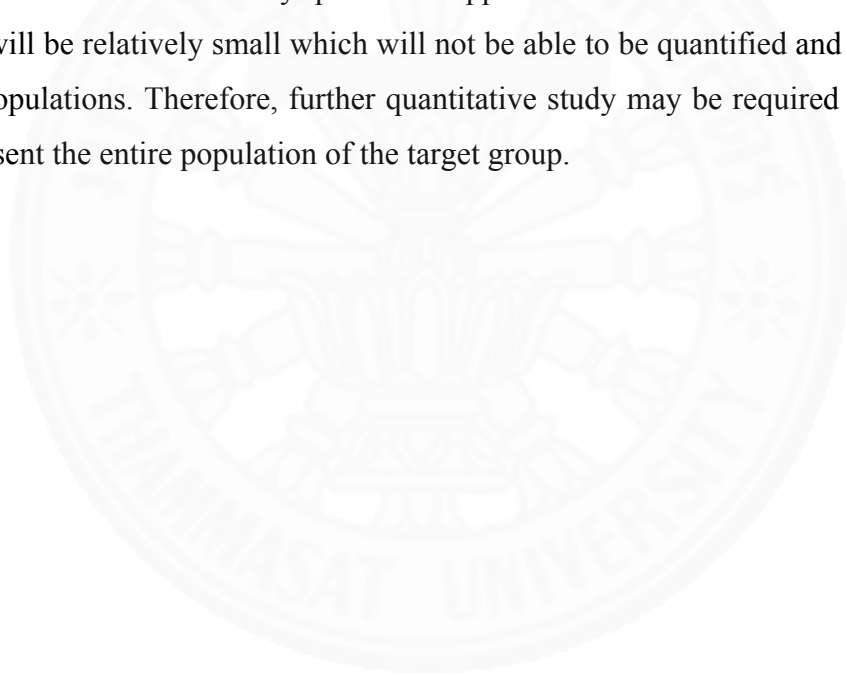 will be relatively small which will not be able to be quantified and
opulations. Therefore, further quantitative study may be required
sent the entire population of the target group.
THAMMASAT UNIVERSITY